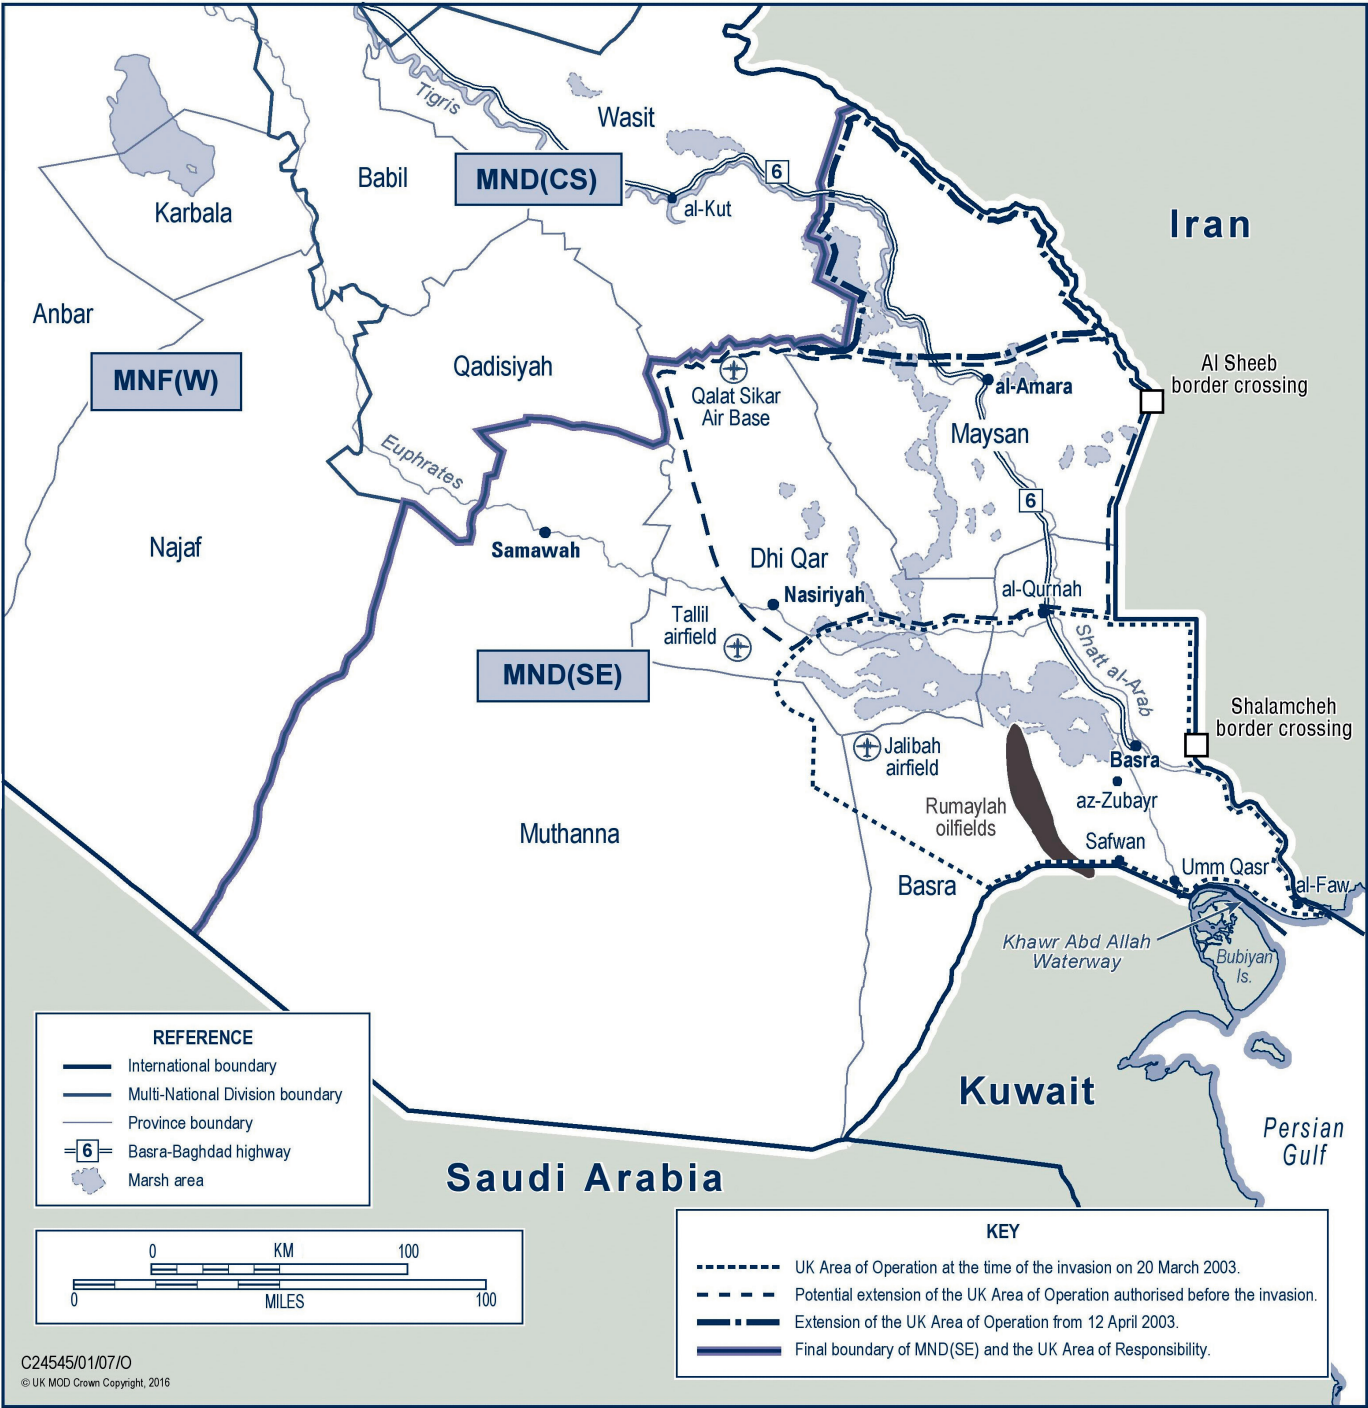 Tigris
Wasit
6
Babil
MND(CS)
al-Kut
Karbala
Iran
Anbar
MNF(W)
Qadisiyah
Qalat Sikar
Air Base
al-Amara
Al Sheeb
border crossing
Maysan
Euphrates
6
Najaf
Samawah
Dhi Qar
Nasiriyah
al-Qurnah
Tallil
airfield
MND(SE)
Shatt al-Arab
Shalamcheh
border crossing
Jalibah
airfield
Basra
Rumaylah
oilfields
az-Zubayr
Muthanna
Safwan
Basra
Umm Qasr
al-Faw
Khawr Abd Allah
Waterway
Bubiyan
Is.
Kuwait
Persian
Gulf
Saudi Arabia
REFERENCE
International boundary
Multi-National Division boundary
Province boundary
6 Basra-Baghdad highway
Marsh area
0 KM 100
0 MILES 100
KEY
UK Area of Operation at the time of the invasion on 20 March 2003.
Potential extension of the UK Area of Operation authorised before the invasion.
Extension of the UK Area of Operation from 12 April 2003.
Final boundary of MND(SE) and the UK Area of Responsibility.
C24545/01/07/O
© UK MOD Crown Copyright, 2016